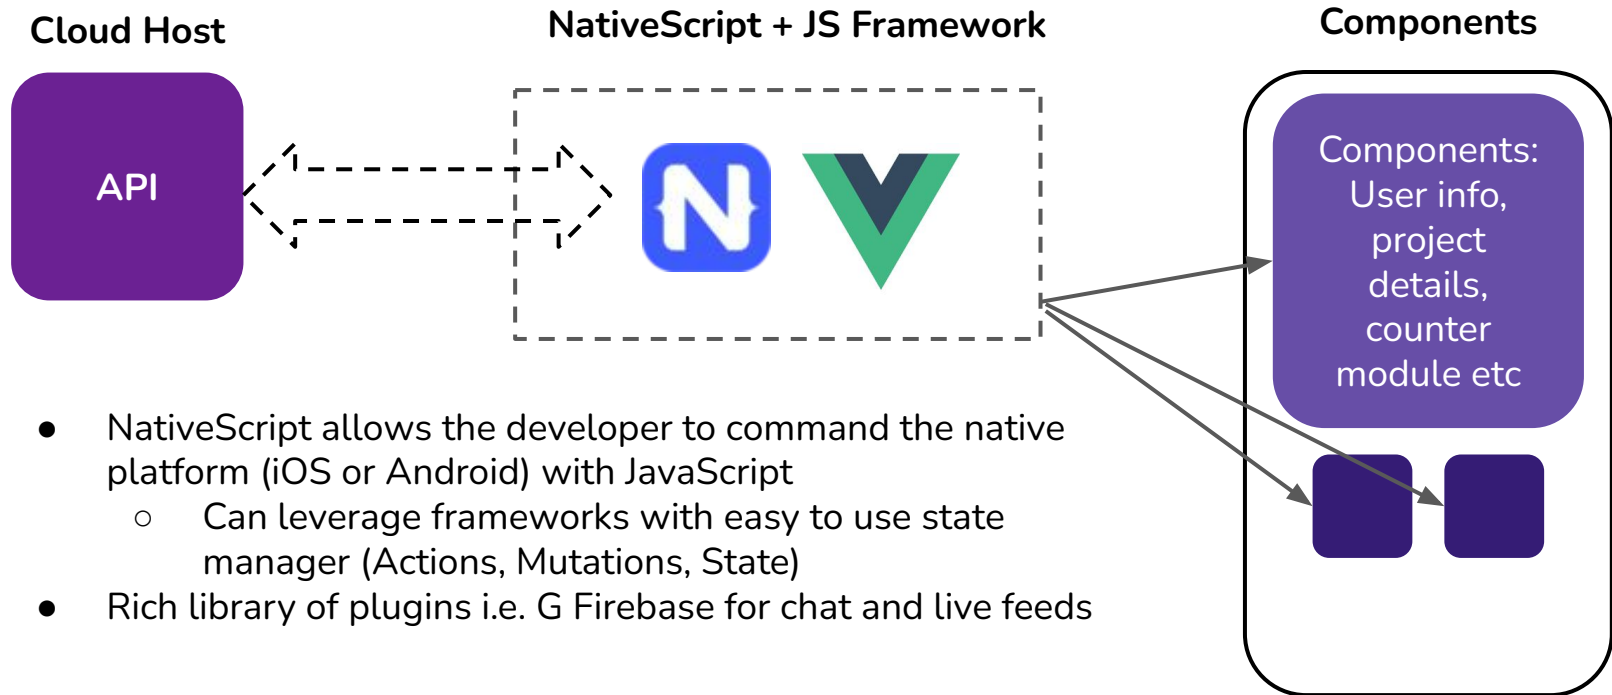 Cloud Host
NativeScript + JS Framework
Components
API
N
Components:
User info,
project
details,
counter
module etc
● NativeScript allows the developer to command the native
platform (iOS or Android) with JavaScript
○ Can leverage frameworks with easy to use state
manager (Actions, Mutations, State)
● Rich library of plugins i.e. G Firebase for chat and live feeds